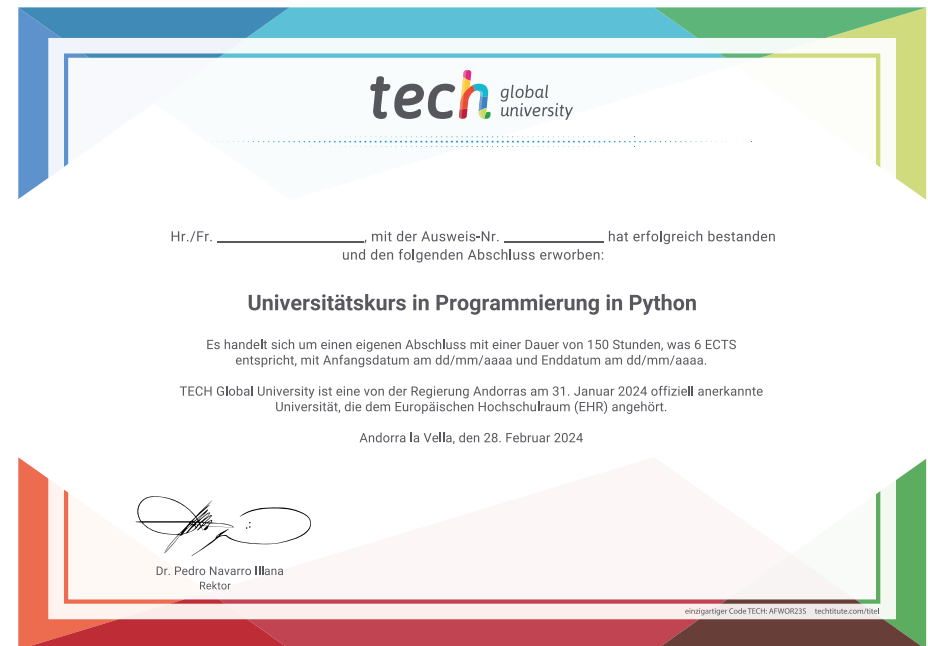 tech global university
Hr./Fr. ____________________, mit der Ausweis-Nr. ______________ hat erfolgreich bestanden
und den folgenden Abschluss erworben:
Universitätskurs in Programmierung in Python
Es handelt sich um einen eigenen Abschluss mit einer Dauer von 150 Stunden, was 6 ECTS
entspricht, mit Anfangsdatum am dd/mm/aaaa und Enddatum am dd/mm/aaaa.
TECH Global University ist eine von der Regierung Andorras am 31. Januar 2024 offiziell anerkannte
Universität, die dem Europäischen Hochschulraum (EHR) angehört.
Andorra la Vella, den 28. Februar 2024
Dr. Pedro Navarro Illana
Rektor
einzigartiger Code TECH: AFWOR23S techtitute.com/titel